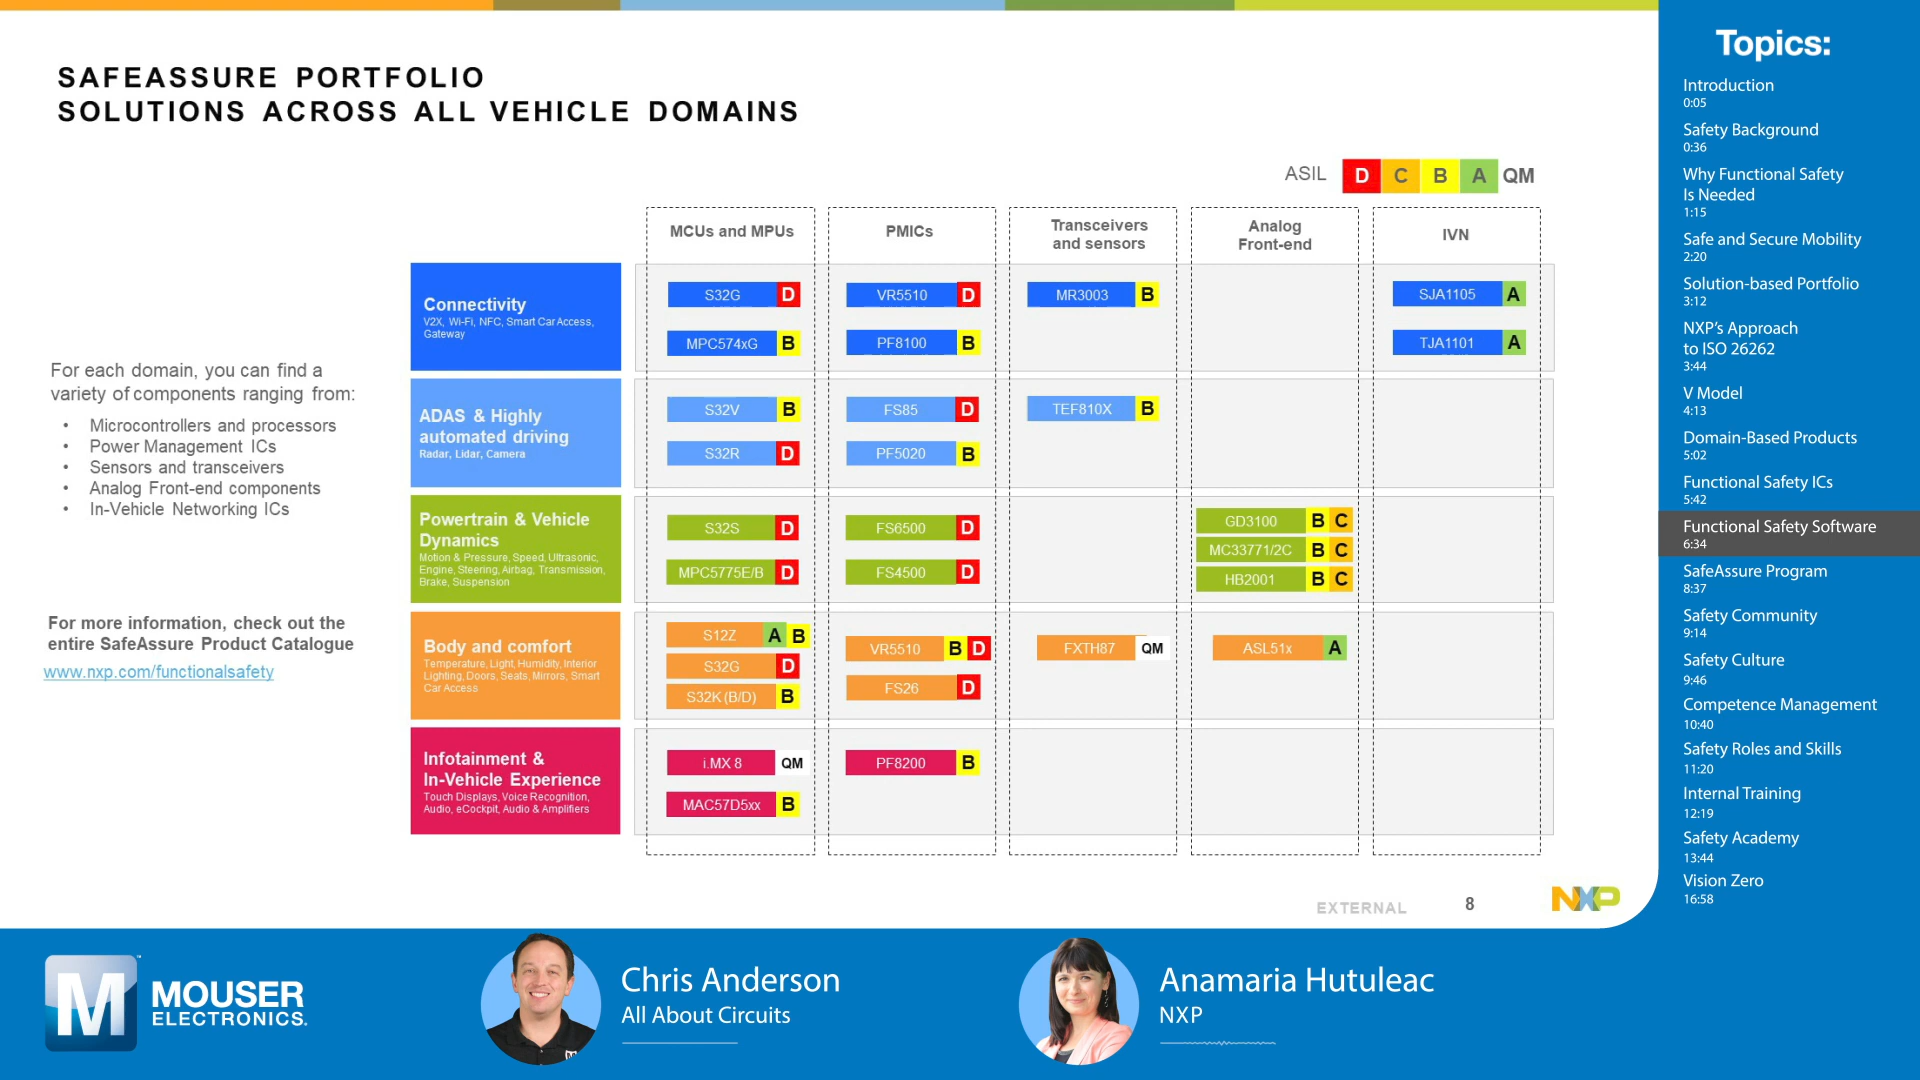 SAFEASSURE PORTFOLIO
SOLUTIONS ACROSS ALL VEHICLE DOMAINS
ASIL D C B A QM
MCUs and MPUs
PMICs
Transceivers
and sensors
Analog
Front-end
IVN
For each domain, you can find a
variety of components ranging from:
• Microcontrollers and processors
• Power Management ICs
• Sensors and transceivers
• Analog Front-end components
• In-Vehicle Networking ICs
For more information, check out the
entire SafeAssure Product Catalogue
www.nxp.com/functionalsafety
Connectivity
V2X, Wi-Fi, NFC, Smart Car Access,
Gateway
S32G D
VR5510 D
MR3003 B
SJA1105 A
MPC574xG B
PF8100 B
TJA1101 A
ADAS & Highly
automated driving
Radar, Lidar, Camera
S32V B
FS85 D
TEF810X B
S32R D
PF5020 B
Powertrain & Vehicle
Dynamics
Motion & Pressure, Speed, Ultrasonic,
Engine, Steering, Airbag, Transmission,
Brake, Suspension
S32S D
FS6500 D
GD3100 B C
MC33771/2C B C
MPC5775E/B D
FS4500 D
HB2001 B C
Body and comfort
Temperature, Light, Humidity, Interior
Lighting, Doors, Seats, Mirrors, Smart
Car Access
S12Z A B
S32G D
S32K (B/D) B
VR5510 B D
FS26 D
FXTH87 QM
ASL51x A
Infotainment &
In-Vehicle Experience
Touch Displays, Voice Recognition,
Audio, eCockpit, Audio & Amplifiers
i.MX 8 QM
PF8200 B
MAC57D5xx B
EXTERNAL
8
NXP
Topics:
Introduction
0:05
Safety Background
0:36
Why Functional Safety
Is Needed
1:15
Safe and Secure Mobility
2:20
Solution-based Portfolio
3:12
NXP's Approach
to ISO 26262
3:44
V Model
4:13
Domain-Based Products
5:02
Functional Safety ICs
5:42
Functional Safety Software
6:34
SafeAssure Program
8:37
Safety Community
9:14
Safety Culture
9:46
Competence Management
10:40
Safety Roles and Skills
11:20
Internal Training
12:19
Safety Academy
13:44
Vision Zero
16:58
M
MOUSER
ELECTRONICS.
Chris Anderson
All About Circuits
Anamaria Hutuleac
NXP